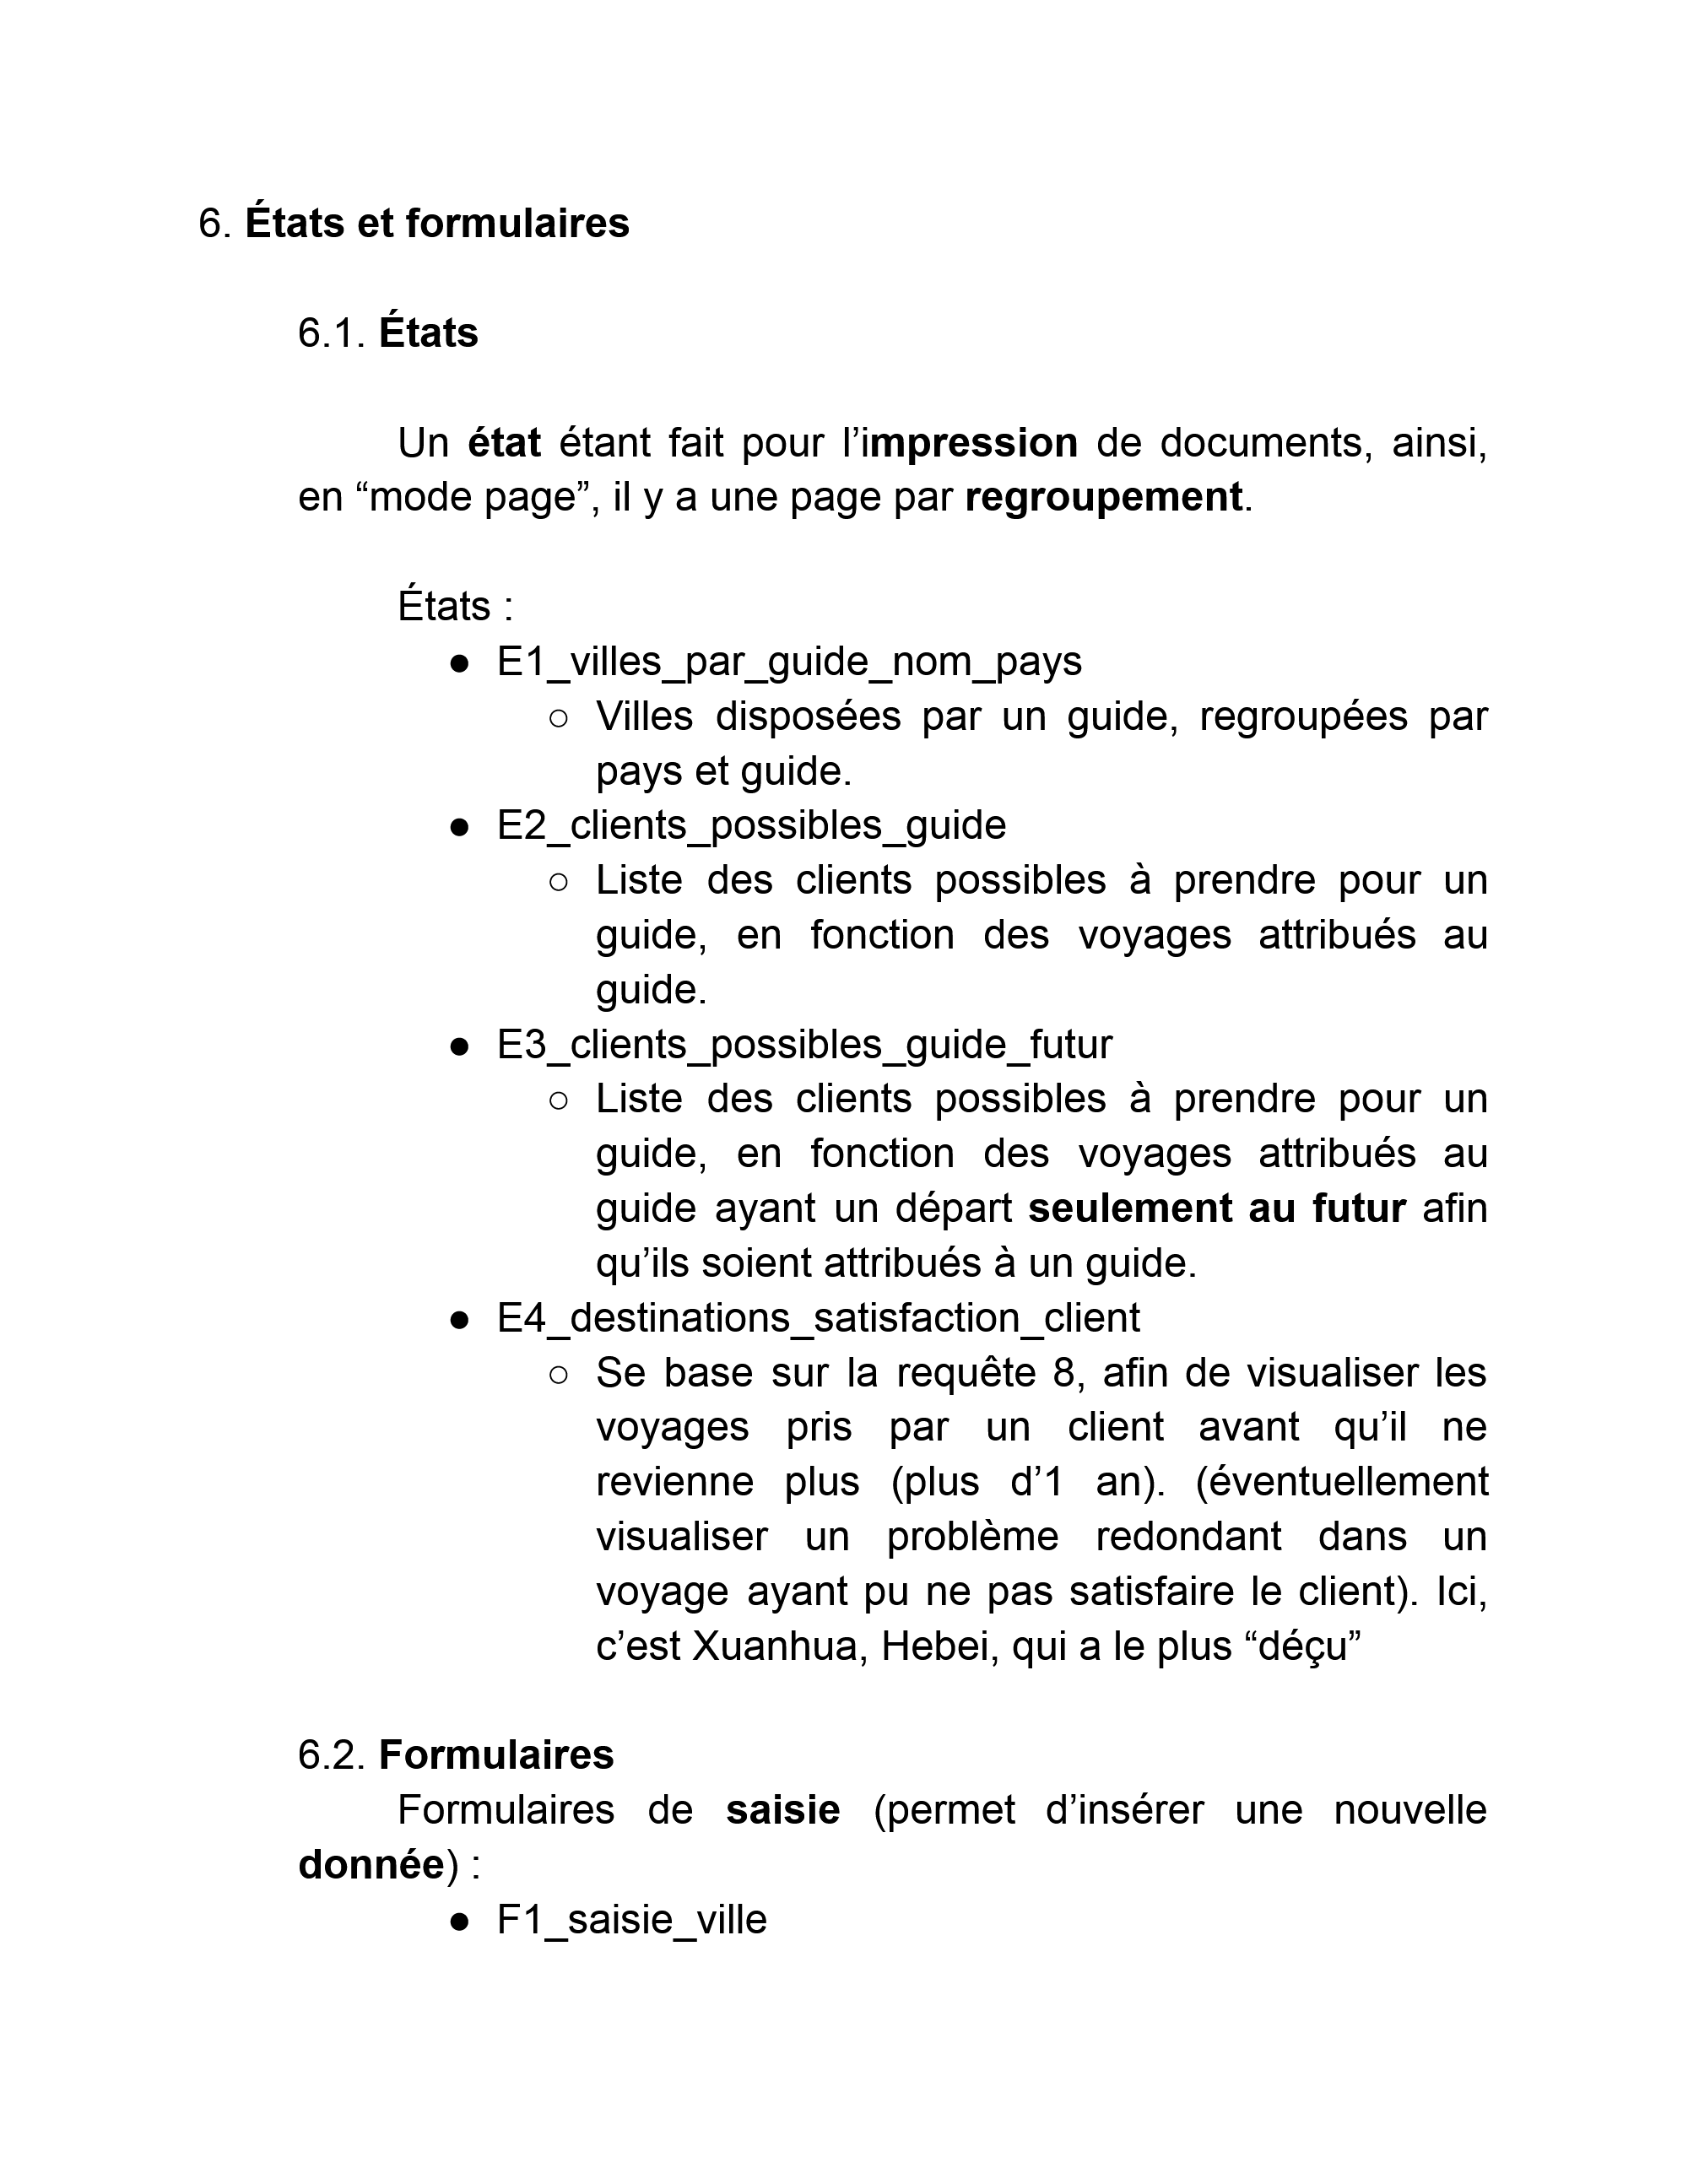 6. États et formulaires
6.1. États
Un état étant fait pour l’impression de documents, ainsi,
en “mode page”, il y a une page par regroupement.
États :
● E1_villes_par_guide_nom_pays
○ Villes disposées par un guide, regroupées par
pays et guide.
● E2_clients_possibles_guide
○ Liste des clients possibles à prendre pour un
guide, en fonction des voyages attribués au
guide.
● E3_clients_possibles_guide_futur
○ Liste des clients possibles à prendre pour un
guide, en fonction des voyages attribués au
guide ayant un départ seulement au futur afin
qu’ils soient attribués à un guide.
● E4_destinations_satisfaction_client
○ Se base sur la requête 8, afin de visualiser les
voyages pris par un client avant qu’il ne
revienne plus (plus d’1 an). (éventuellement
visualiser un problème redondant dans un
voyage ayant pu ne pas satisfaire le client). Ici,
c’est Xuanhua, Hebei, qui a le plus “déçu”
6.2. Formulaires
Formulaires de saisie (permet d’insérer une nouvelle
donnée) :
● F1_saisie_ville